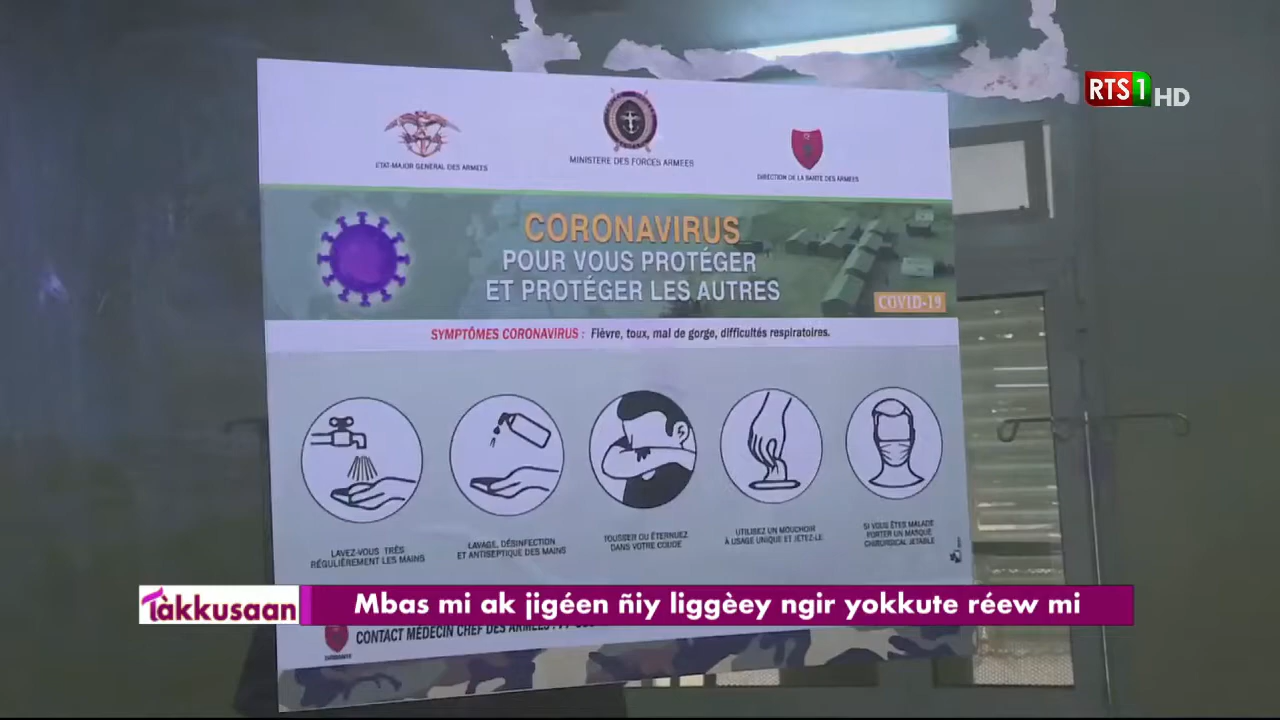 RTS1 HD
ETAT-MAJOR GENERAL DES ARMEES
MINISTERE DES FORCES ARMEES
DIRECTION DE LA SANTE DES ARMEES
CORONAVIRUS
POUR VOUS PROTÉGER
ET PROTÉGER LES AUTRES
COVID-19
SYMPTÔMES CORONAVIRUS : Fièvre, toux, mal de gorge, difficultés respiratoires.
LAVEZ-VOUS TRÈS
RÉGULIÈREMENT LES MAINS
LAVAGE, DÉSINFECTION
ET ANTISEPTIQUE DES MAINS
TOUSSER OU ÉTERNUEZ
DANS VOTRE COUDE
UTILISEZ UN MOUCHOIR
À USAGE UNIQUE ET JETEZ-LE
SI VOUS ÊTES MALADE
PORTER UN MASQUE
CHIRURGICAL JETABLE
Tàkkusaan
Mbas mi ak jigéen ñiy liggèey ngir yokkute réew mi
CONTACT MÉDECIN CHEF DES ARMEES :